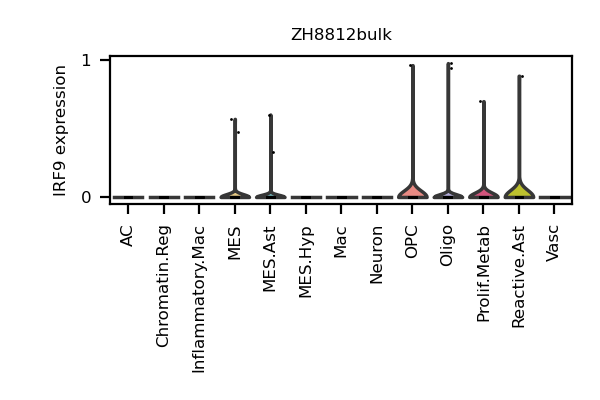 ZH8812bulk
IRF9 expression
1
0
AC
Chromatin.Reg
Inflammatory.Mac
MES
MES.Ast
MES.Hyp
Mac
Neuron
OPC
Oligo
Prolif.Metab
Reactive.Ast
Vasc